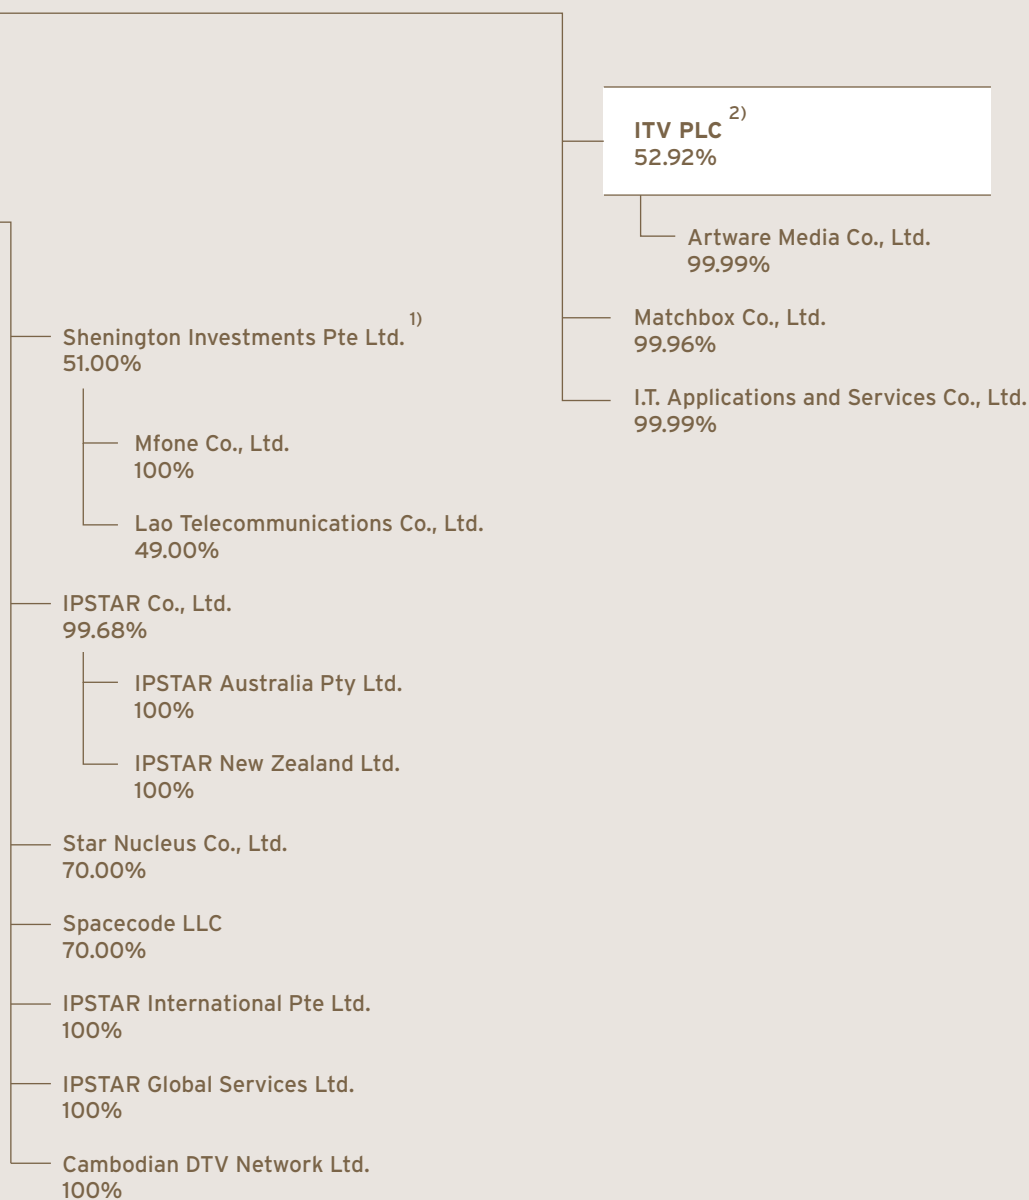 ITV PLC 2)
52.92%
Artware Media Co., Ltd.
99.99%
Matchbox Co., Ltd.
99.96%
I.T. Applications and Services Co., Ltd.
99.99%
Shenington Investments Pte Ltd. 1)
51.00%
Mfone Co., Ltd.
100%
Lao Telecommunications Co., Ltd.
49.00%
IPSTAR Co., Ltd.
99.68%
IPSTAR Australia Pty Ltd.
100%
IPSTAR New Zealand Ltd.
100%
Star Nucleus Co., Ltd.
70.00%
Spacecode LLC
70.00%
IPSTAR International Pte Ltd.
100%
IPSTAR Global Services Ltd.
100%
Cambodian DTV Network Ltd.
100%